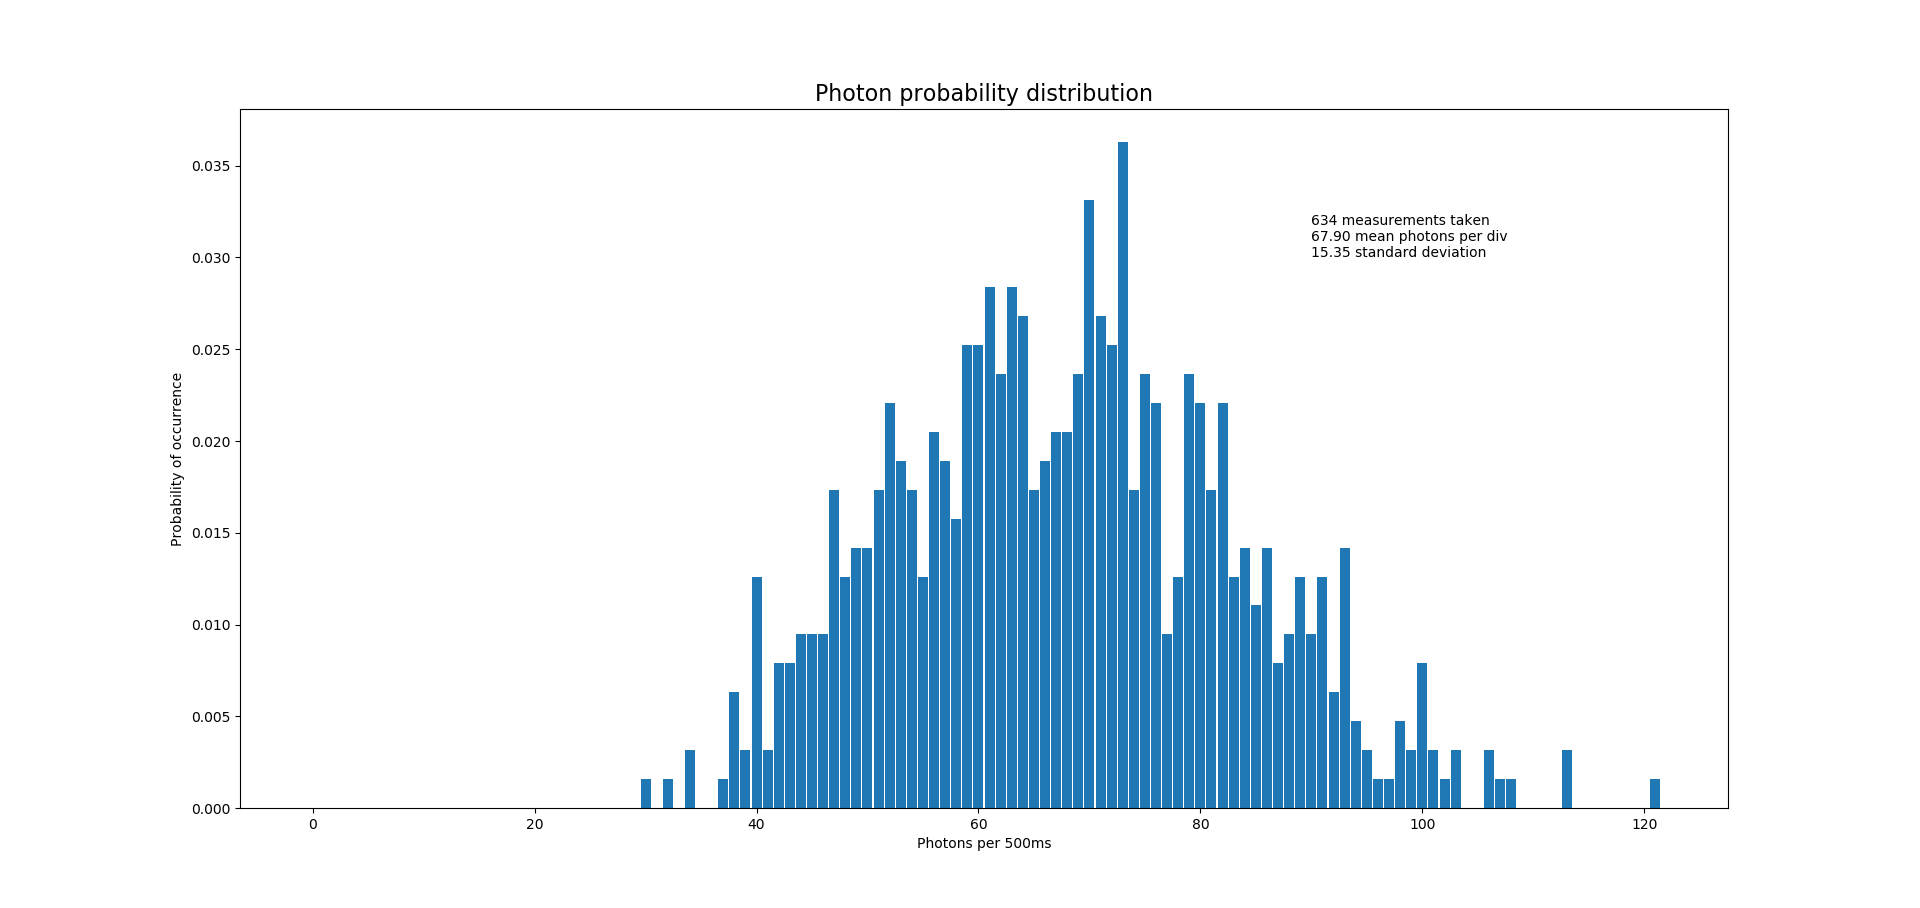 Photon probability distribution
0.035
0.030
0.025
0.020
0.015
0.010
0.005
0.000
Probability of occurrence
634 measurements taken
67.90 mean photons per div
15.35 standard deviation
0 20 40 60 80 100 120
Photons per 500ms